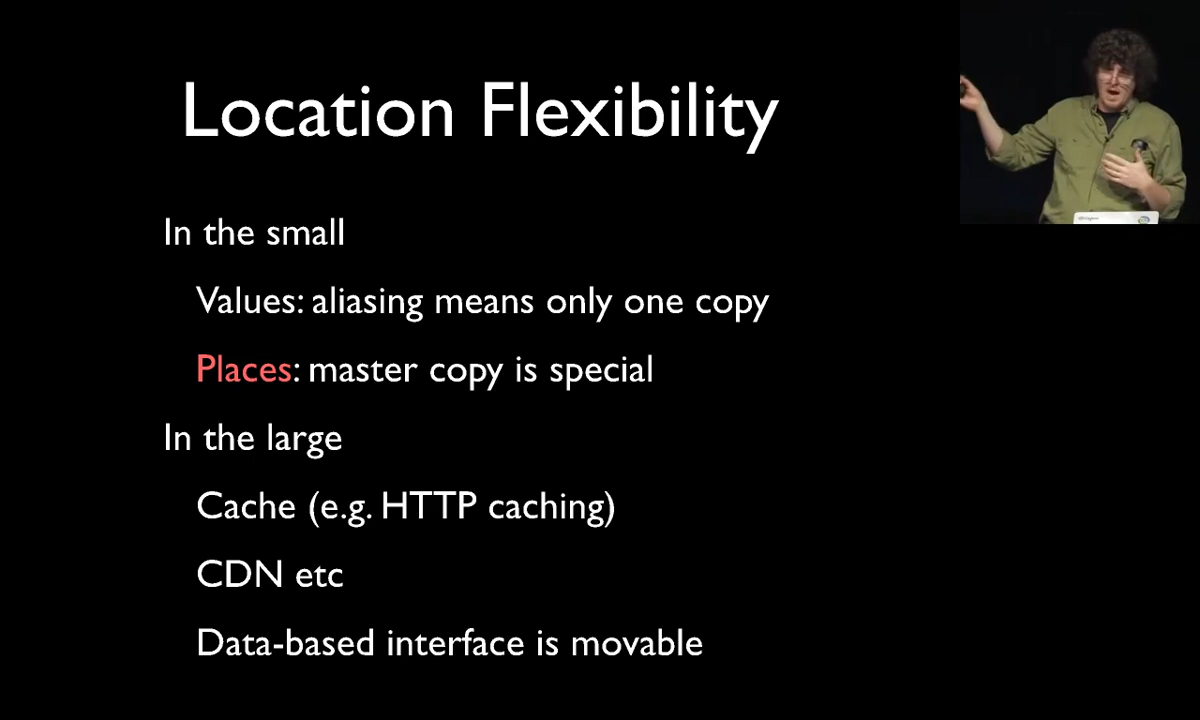 Location Flexibility
In the small
Values: aliasing means only one copy
Places: master copy is special
In the large
Cache (e.g. HTTP caching)
CDN etc
Data-based interface is movable